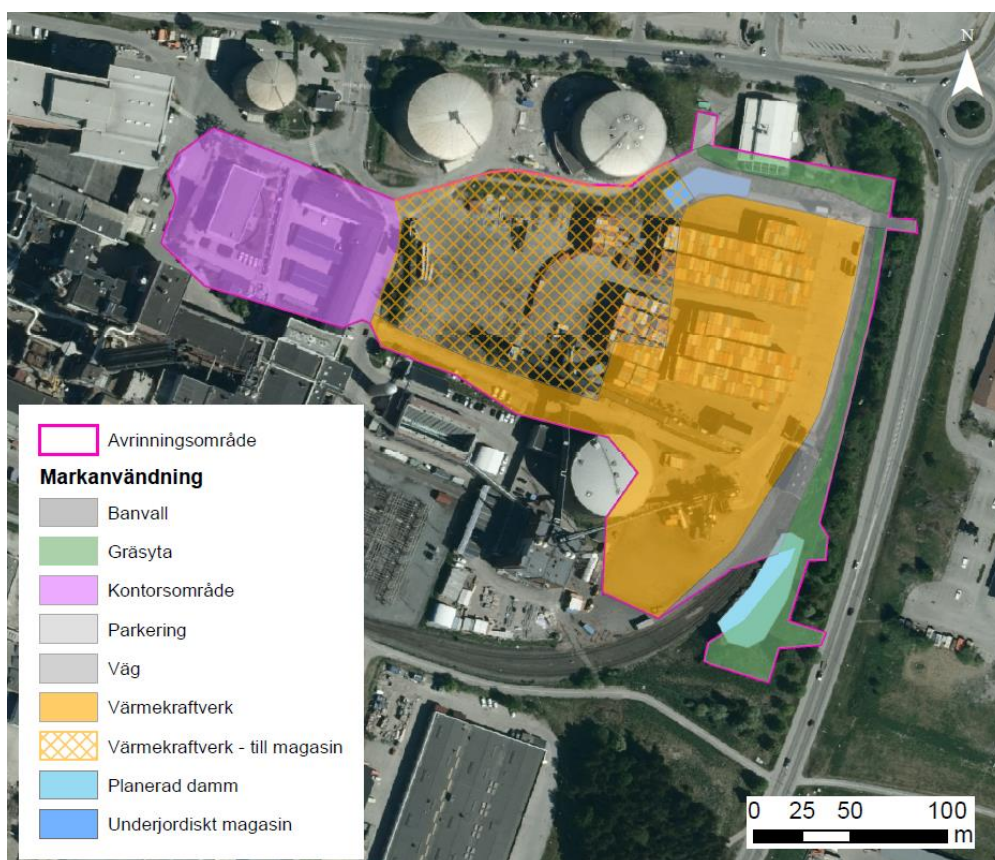 N
Avrinningsområde
Markanvändning
Banvall
Gräsyta
Kontorsområde
Parkering
Väg
Värmekraftverk
Värmekraftverk - till magasin
Planerad damm
Underjordiskt magasin
0 25 50 100
m